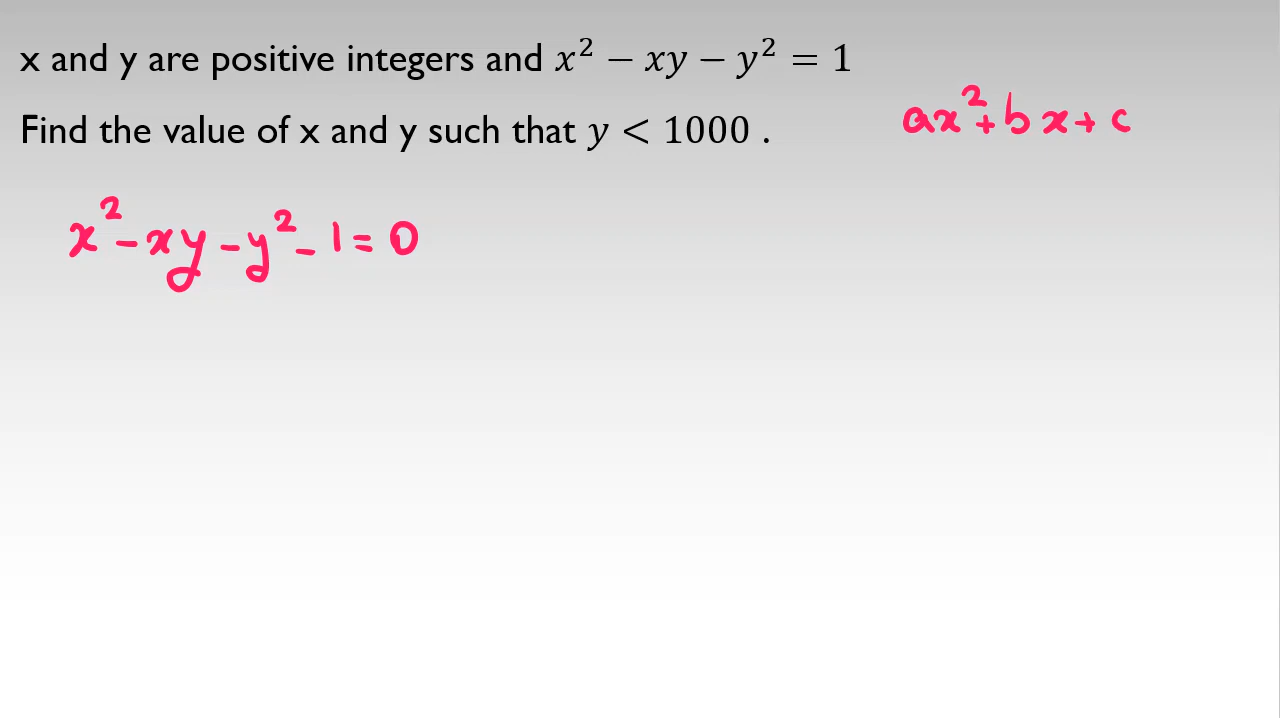 x and y are positive integers and 𝑥² − 𝑥𝑦 − 𝑦² = 1
Find the value of x and y such that 𝑦 < 1000 .
ax² + bx + c
x² - xy - y² - 1 = 0